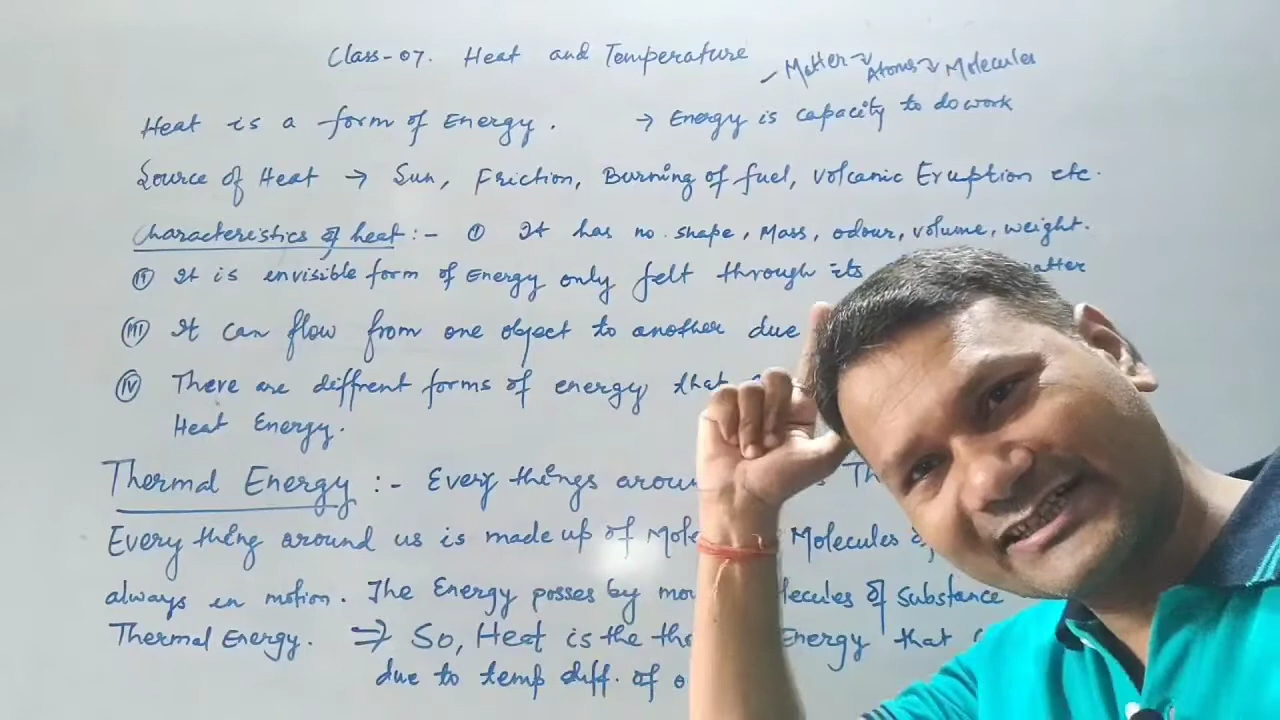 Class-07. Heat and Temperature
Matter → Atoms → Molecules
Heat is a form of Energy. → Energy is capacity to do work
Source of Heat → Sun, Friction, Burning of fuel, Volcanic Eruption etc.
Characteristics of heat :- (i) It has no shape, Mass, odour, volume, weight.
(ii) It is envisible form of Energy only felt through its atter
(iii) It can flow from one object to another due
(iv) There are diffrent forms of energy that
Heat Energy.
Thermal Energy :- Every things aroun Th
Every thing around us is made up of Mole Molecules of
always in motion. The Energy posses by mo lecules of substance
Thermal Energy. ⇒ So, Heat is the the Energy that
due to temp diff. of o